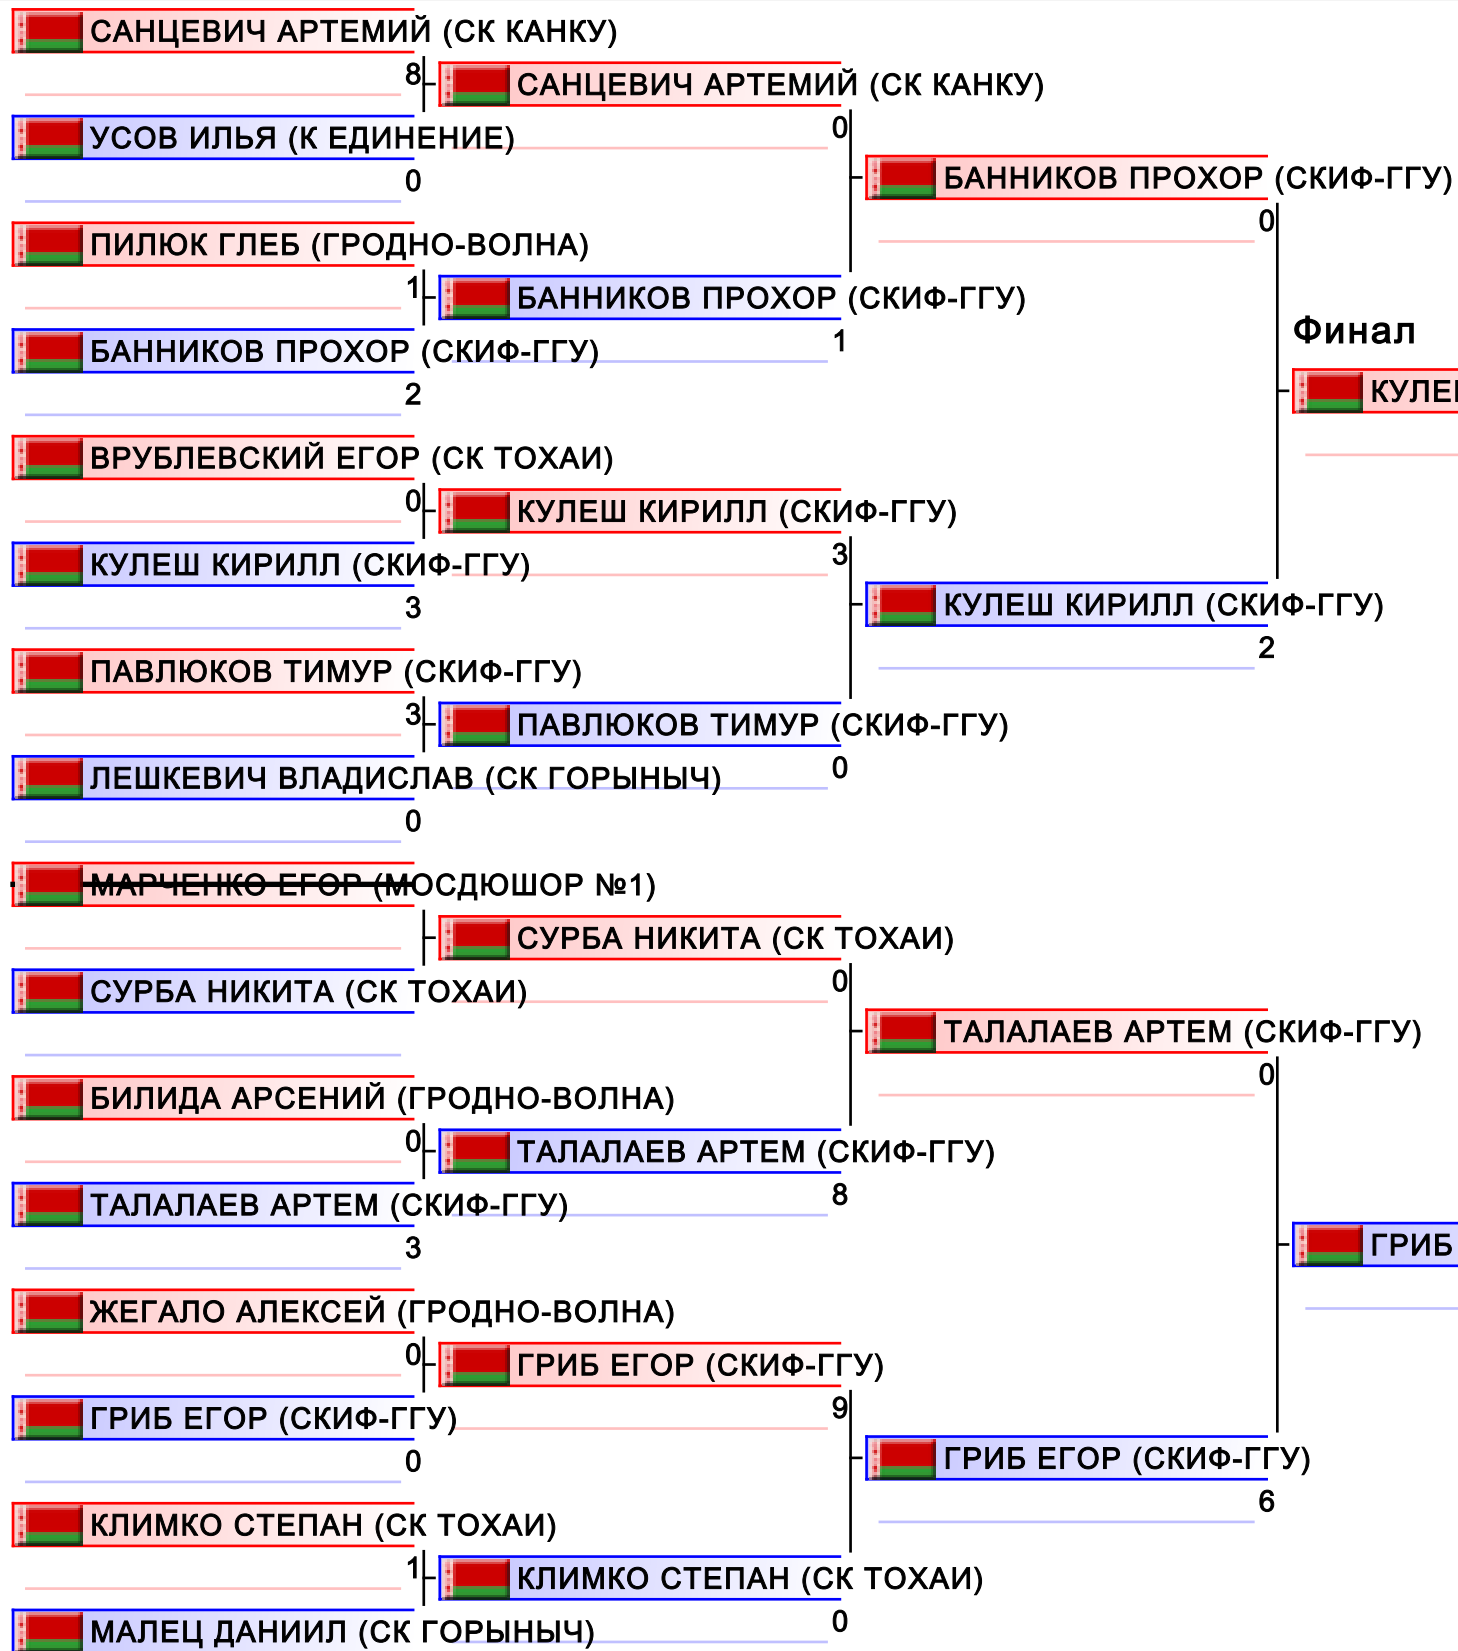 САНЦЕВИЧ АРТЕМИЙ (СК КАНКУ)
8
САНЦЕВИЧ АРТЕМИЙ (СК КАНКУ)
0
УСОВ ИЛЬЯ (К ЕДИНЕНИЕ)
0
БАННИКОВ ПРОХОР (СКИФ-ГГУ)
0
ПИЛЮК ГЛЕБ (ГРОДНО-ВОЛНА)
1
БАННИКОВ ПРОХОР (СКИФ-ГГУ)
1
БАННИКОВ ПРОХОР (СКИФ-ГГУ)
2
Финал
КУЛЕ
ВРУБЛЕВСКИЙ ЕГОР (СК ТОХАИ)
0
КУЛЕШ КИРИЛЛ (СКИФ-ГГУ)
3
КУЛЕШ КИРИЛЛ (СКИФ-ГГУ)
3
КУЛЕШ КИРИЛЛ (СКИФ-ГГУ)
2
ПАВЛЮКОВ ТИМУР (СКИФ-ГГУ)
3
ПАВЛЮКОВ ТИМУР (СКИФ-ГГУ)
0
ЛЕШКЕВИЧ ВЛАДИСЛАВ (СК ГОРЫНЫЧ)
0
МАРЧЕНКО ЕГОР (МОСДЮШОР №1)
СУРБА НИКИТА (СК ТОХАИ)
0
СУРБА НИКИТА (СК ТОХАИ)
ТАЛАЛАЕВ АРТЕМ (СКИФ-ГГУ)
0
БИЛИДА АРСЕНИЙ (ГРОДНО-ВОЛНА)
0
ТАЛАЛАЕВ АРТЕМ (СКИФ-ГГУ)
8
ТАЛАЛАЕВ АРТЕМ (СКИФ-ГГУ)
3
ГРИБ
ЖЕГАЛО АЛЕКСЕЙ (ГРОДНО-ВОЛНА)
0
ГРИБ ЕГОР (СКИФ-ГГУ)
9
ГРИБ ЕГОР (СКИФ-ГГУ)
0
ГРИБ ЕГОР (СКИФ-ГГУ)
6
КЛИМКО СТЕПАН (СК ТОХАИ)
1
КЛИМКО СТЕПАН (СК ТОХАИ)
0
МАЛЕЦ ДАНИИЛ (СК ГОРЫНЫЧ)